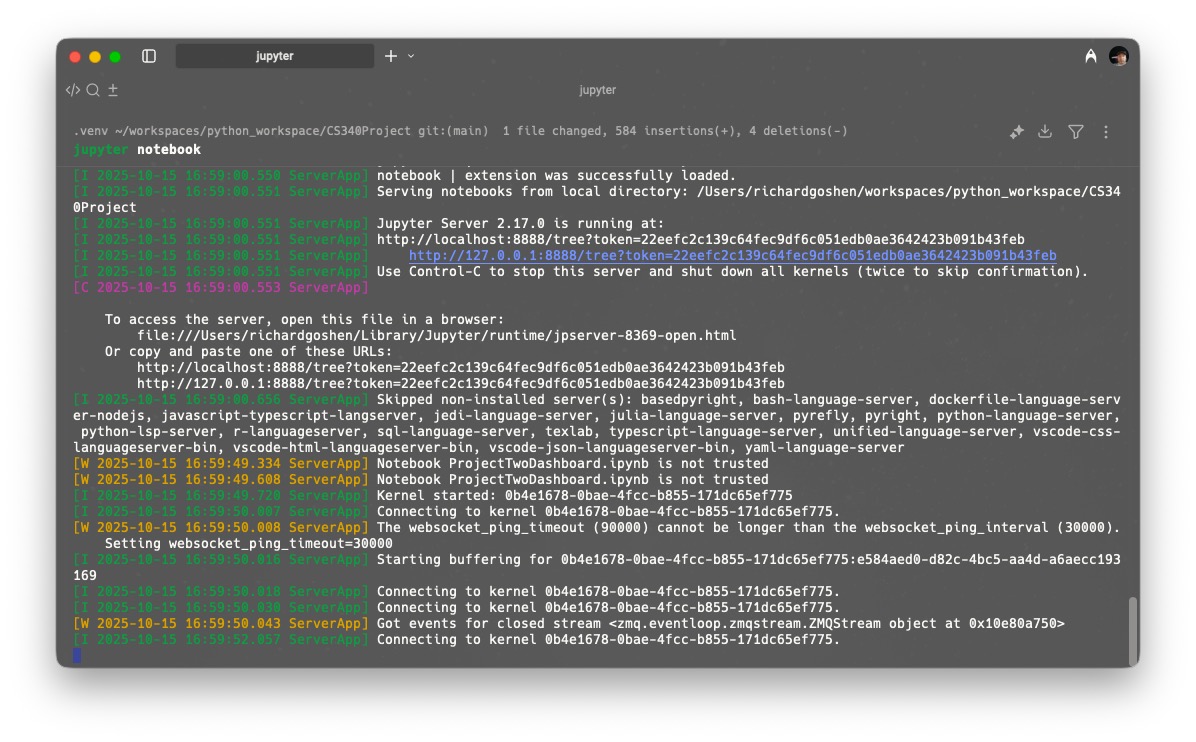 jupyter
jupyter
.venv ~/workspaces/python_workspace/CS340Project git:(main) 1 file changed, 584 insertions(+), 4 deletions(-)
jupyter notebook
[I 2025-10-15 16:59:00.550 ServerApp] notebook | extension was successfully loaded.
[I 2025-10-15 16:59:00.551 ServerApp] Serving notebooks from local directory: /Users/richardgoshen/workspaces/python_workspace/CS34
0Project
[I 2025-10-15 16:59:00.551 ServerApp] Jupyter Server 2.17.0 is running at:
[I 2025-10-15 16:59:00.551 ServerApp] http://localhost:8888/tree?token=22eefc2c139c64fec9df6c051edb0ae3642423b091b43feb
[I 2025-10-15 16:59:00.551 ServerApp]     http://127.0.0.1:8888/tree?token=22eefc2c139c64fec9df6c051edb0ae3642423b091b43feb
[I 2025-10-15 16:59:00.551 ServerApp] Use Control-C to stop this server and shut down all kernels (twice to skip confirmation).
[C 2025-10-15 16:59:00.553 ServerApp]
To access the server, open this file in a browser:
file:///Users/richardgoshen/Library/Jupyter/runtime/jpserver-8369-open.html
Or copy and paste one of these URLs:
http://localhost:8888/tree?token=22eefc2c139c64fec9df6c051edb0ae3642423b091b43feb
http://127.0.0.1:8888/tree?token=22eefc2c139c64fec9df6c051edb0ae3642423b091b43feb
[I 2025-10-15 16:59:00.656 ServerApp] Skipped non-installed server(s): basedpyright, bash-language-server, dockerfile-language-serv
er-nodejs, javascript-typescript-langserver, jedi-language-server, julia-language-server, pyrefly, pyright, python-language-server,
python-lsp-server, r-languageserver, sql-language-server, texlab, typescript-language-server, unified-language-server, vscode-css-
languageserver-bin, vscode-html-languageserver-bin, vscode-json-languageserver-bin, yaml-language-server
[W 2025-10-15 16:59:49.334 ServerApp] Notebook ProjectTwoDashboard.ipynb is not trusted
[W 2025-10-15 16:59:49.608 ServerApp] Notebook ProjectTwoDashboard.ipynb is not trusted
[I 2025-10-15 16:59:49.720 ServerApp] Kernel started: 0b4e1678-0bae-4fcc-b855-171dc65ef775
[I 2025-10-15 16:59:50.007 ServerApp] Connecting to kernel 0b4e1678-0bae-4fcc-b855-171dc65ef775.
[W 2025-10-15 16:59:50.008 ServerApp] The websocket_ping_timeout (90000) cannot be longer than the websocket_ping_interval (30000).
Setting websocket_ping_timeout=30000
[I 2025-10-15 16:59:50.016 ServerApp] Starting buffering for 0b4e1678-0bae-4fcc-b855-171dc65ef775:e584aed0-d82c-4bc5-aa4d-a6aecc193
169
[I 2025-10-15 16:59:50.018 ServerApp] Connecting to kernel 0b4e1678-0bae-4fcc-b855-171dc65ef775.
[I 2025-10-15 16:59:50.030 ServerApp] Connecting to kernel 0b4e1678-0bae-4fcc-b855-171dc65ef775.
[W 2025-10-15 16:59:50.043 ServerApp] Got events for closed stream <zmq.eventloop.zmqstream.ZMQStream object at 0x10e80a750>
[I 2025-10-15 16:59:52.057 ServerApp] Connecting to kernel 0b4e1678-0bae-4fcc-b855-171dc65ef775.